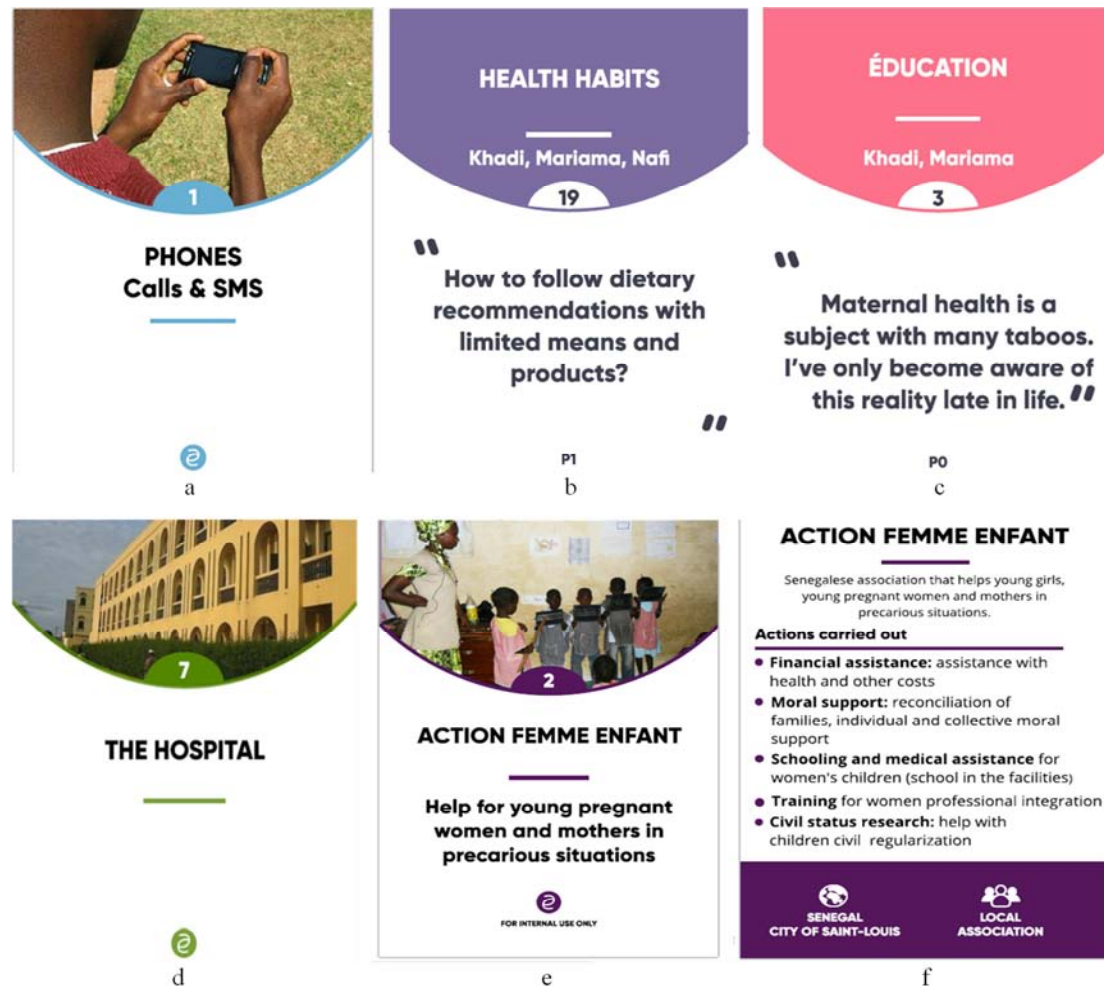 1
PHONES
Calls & SMS
a
HEALTH HABITS
Khadi, Mariama, Nafi
19
"
How to follow dietary
recommendations with
limited means and
products?
"
P1
b
ÉDUCATION
Khadi, Mariama
3
"
Maternal health is a
subject with many taboos.
I've only become aware of
this reality late in life. "
P0
c
7
THE HOSPITAL
d
2
ACTION FEMME ENFANT
Help for young pregnant
women and mothers in
precarious situations
FOR INTERNAL USE ONLY
e
ACTION FEMME ENFANT
Senegalese association that helps young girls,
young pregnant women and mothers in
precarious situations.
Actions carried out
• Financial assistance: assistance with
health and other costs
• Moral support: reconciliation of
families, individual and collective moral
support
• Schooling and medical assistance for
women's children (school in the facilities)
• Training for women professional integration
• Civil status research: help with
children civil regularization
SENEGAL
CITY OF SAINT-LOUIS
LOCAL
ASSOCIATION
f